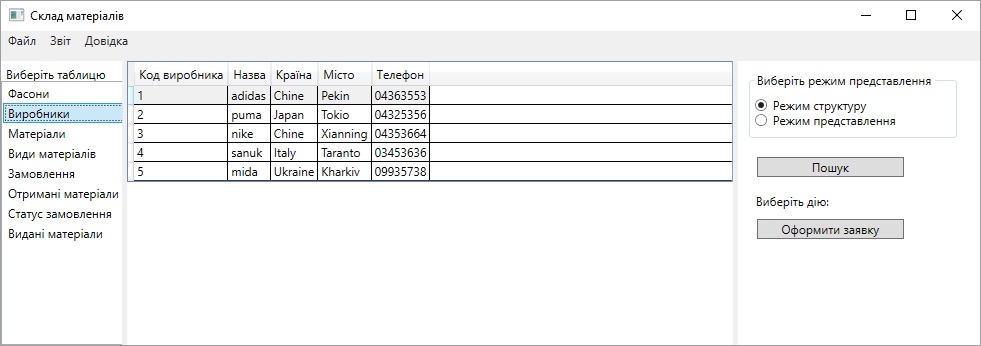 Склад матеріалів
Файл Звіт Довідка
Виберіть таблицю
Фасони
Виробники
Матеріали
Види матеріалів
Замовлення
Отримані матеріали
Статус замовлення
Видані матеріали
Код виробника Назва Країна Місто Телефон
1 adidas Chine Pekin 04363553
2 puma Japan Tokio 04325356
3 nike Chine Xianning 04353664
4 sanuk Italy Taranto 03453636
5 mida Ukraine Kharkiv 09935738
Виберіть режим представлення
Режим структуру
Режим представлення
Пошук
Виберіть дію:
Оформити заявку